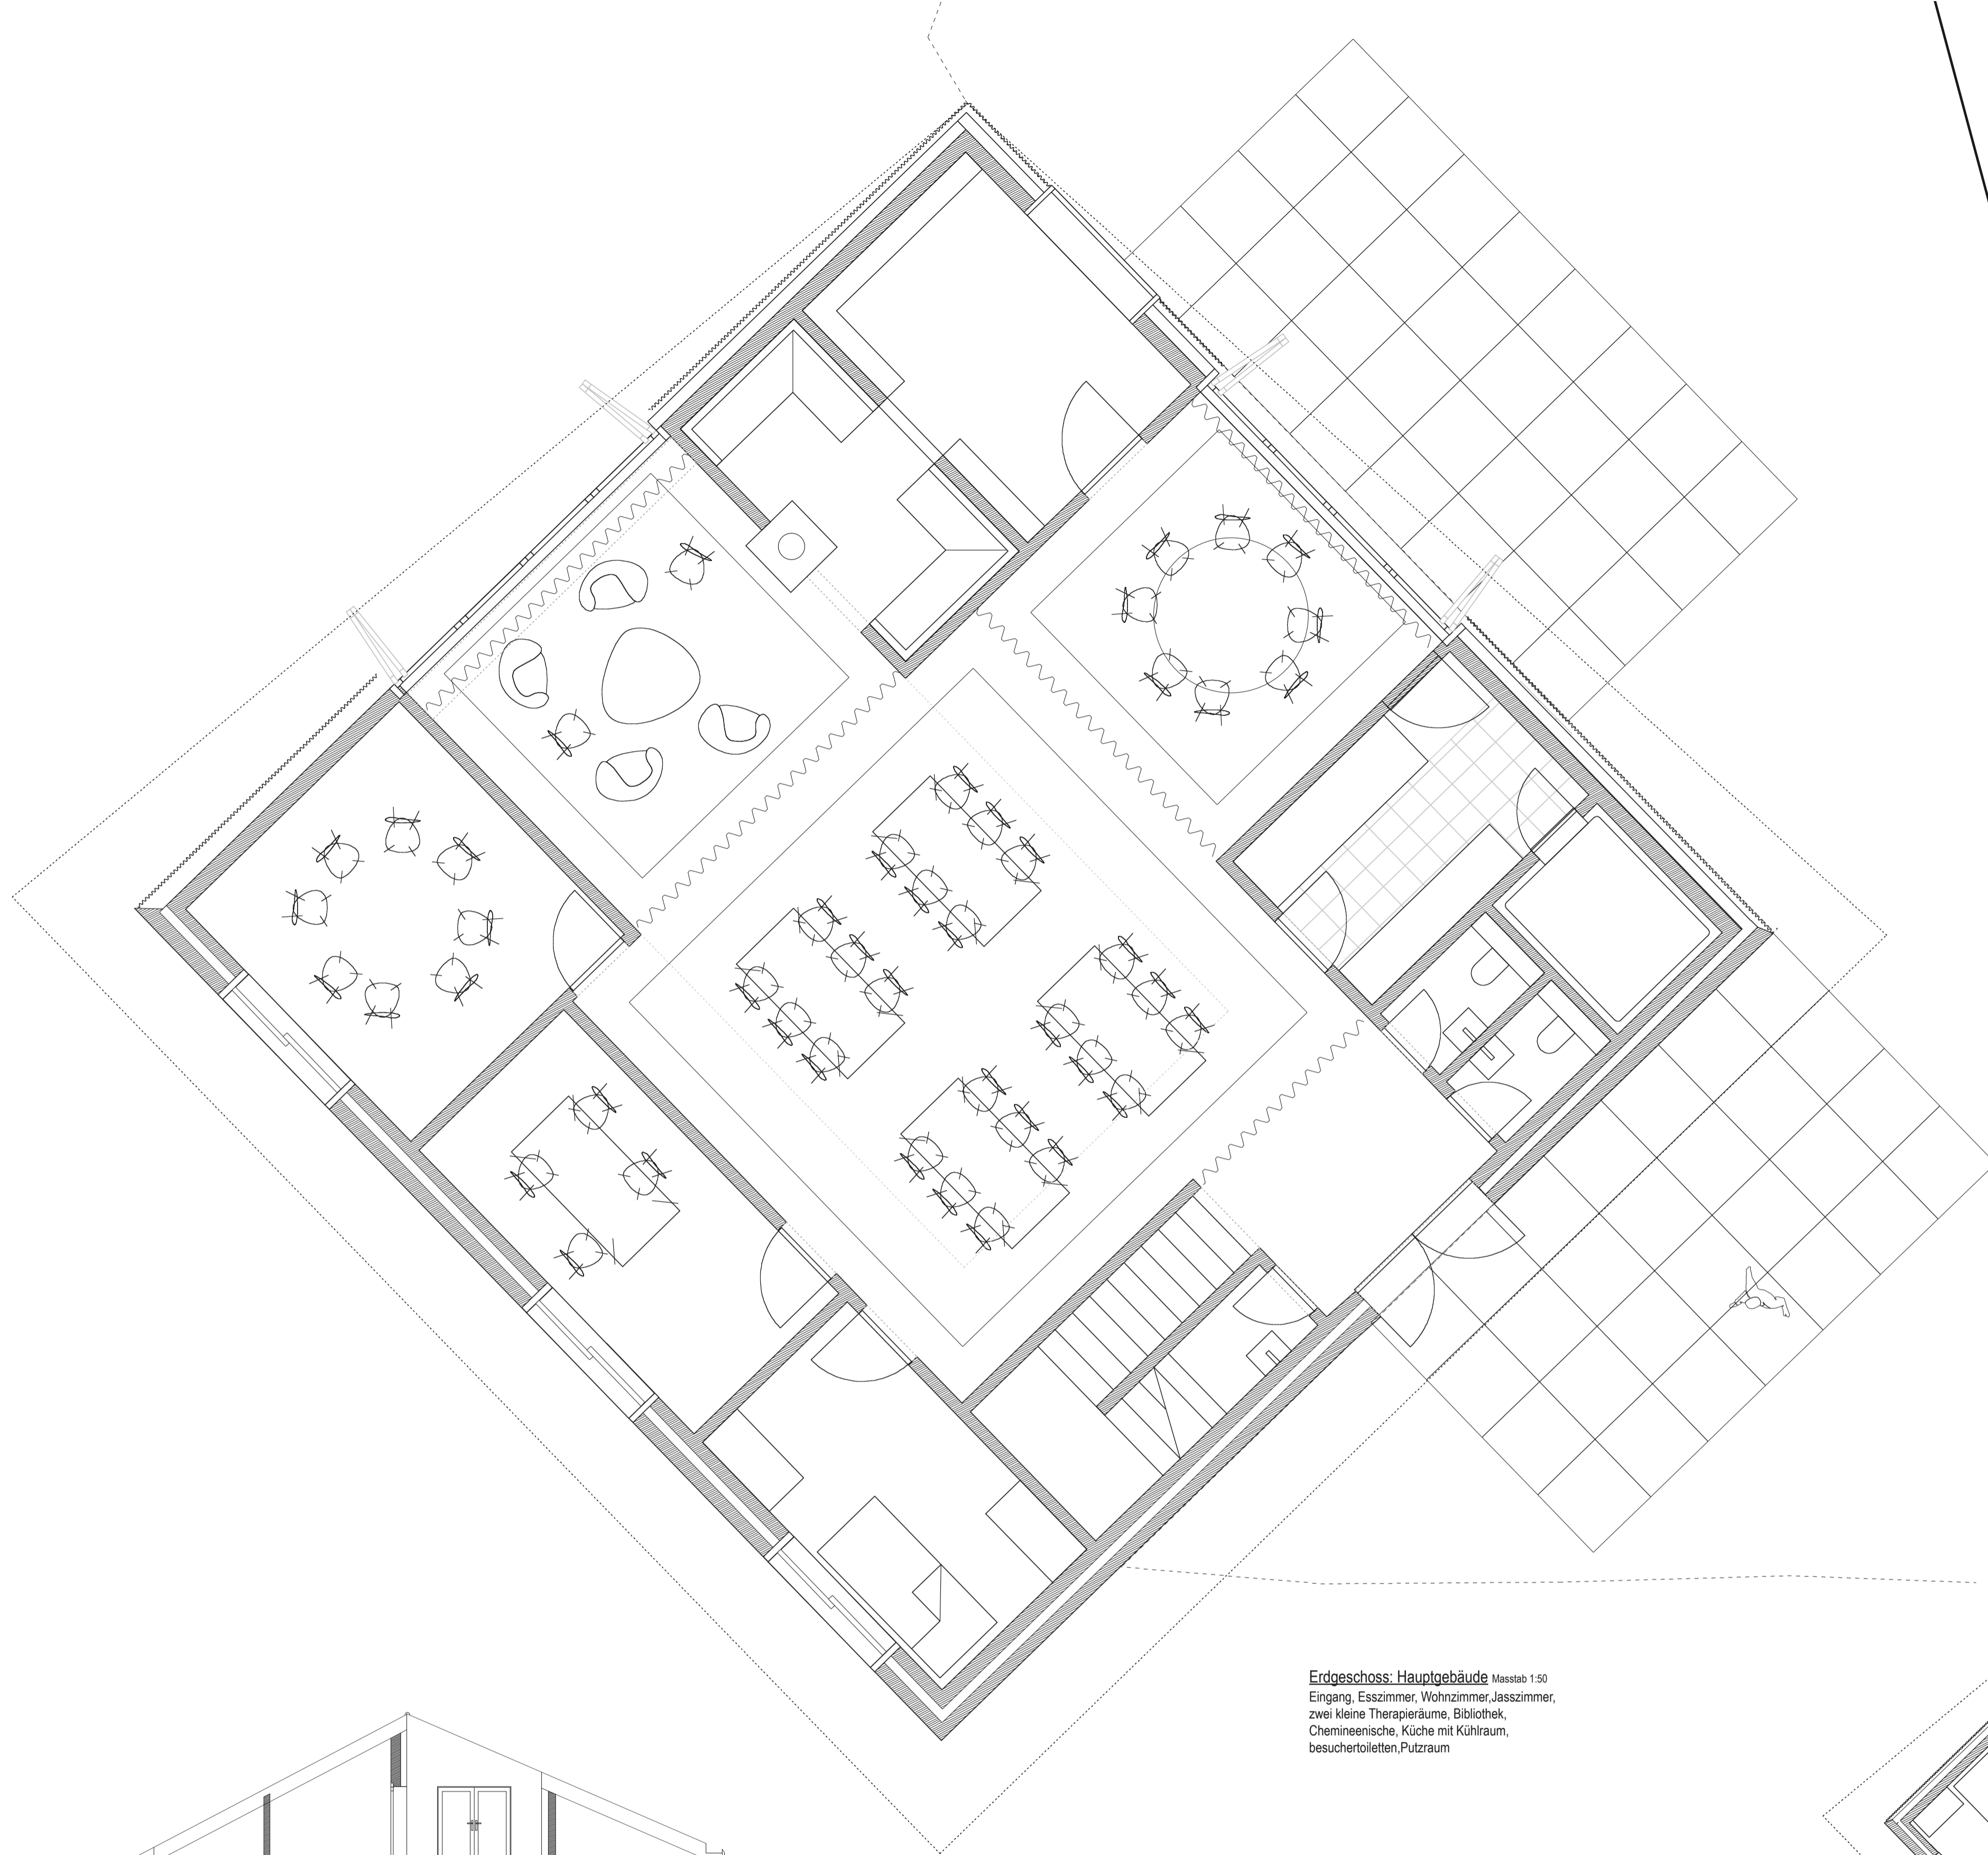 Erdgeschoss: Hauptgebäude Masstab 1:50
Eingang, Esszimmer, Wohnzimmer,Jasszimmer,
zwei kleine Therapieräume, Bibliothek,
Chemineenische, Küche mit Kühlraum,
besuchertoiletten,Putzraum